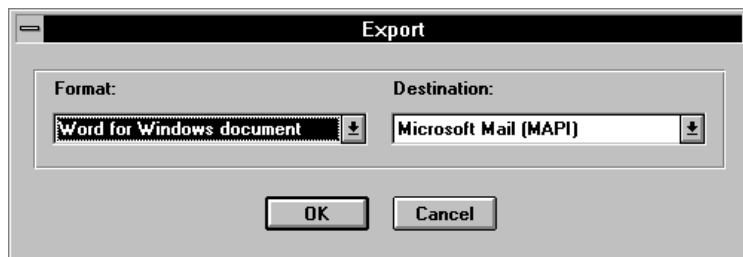 Export
Format:
Destination:
Word for Windows document
Microsoft Mail (MAPI)
OK
Cancel